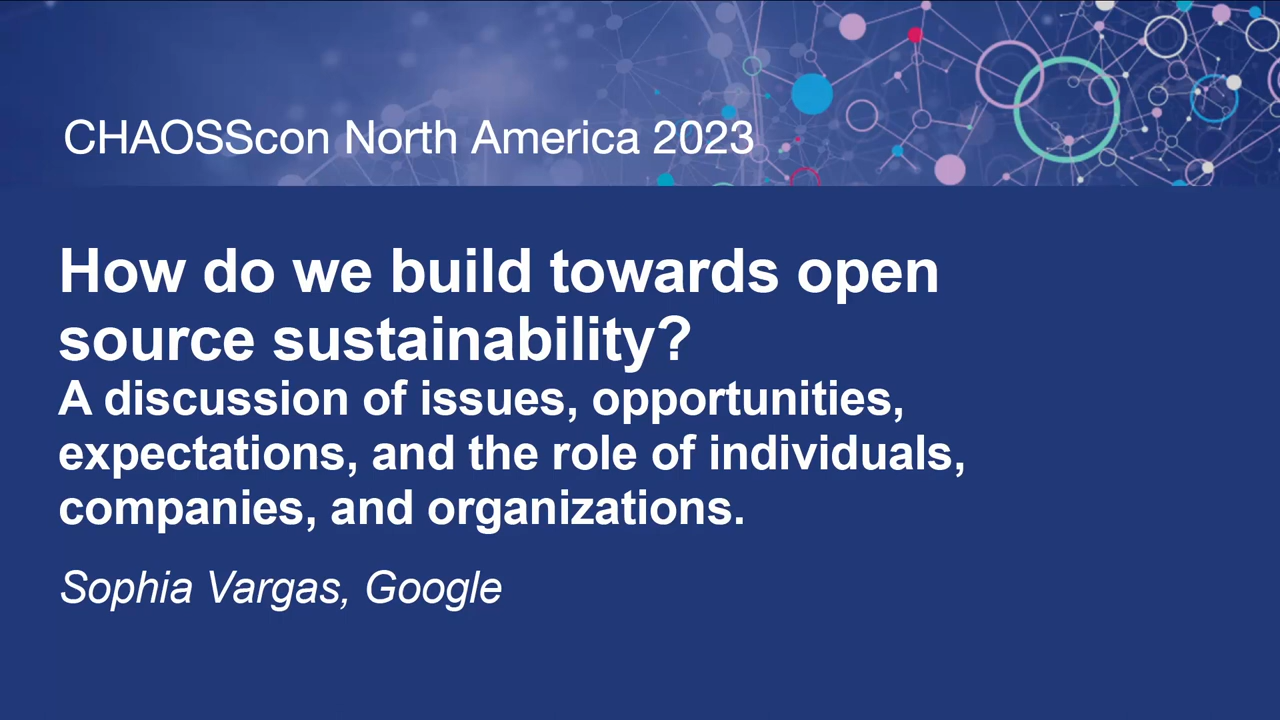 CHAOSScon North America 2023
How do we build towards open
source sustainability?
A discussion of issues, opportunities,
expectations, and the role of individuals,
companies, and organizations.
Sophia Vargas, Google